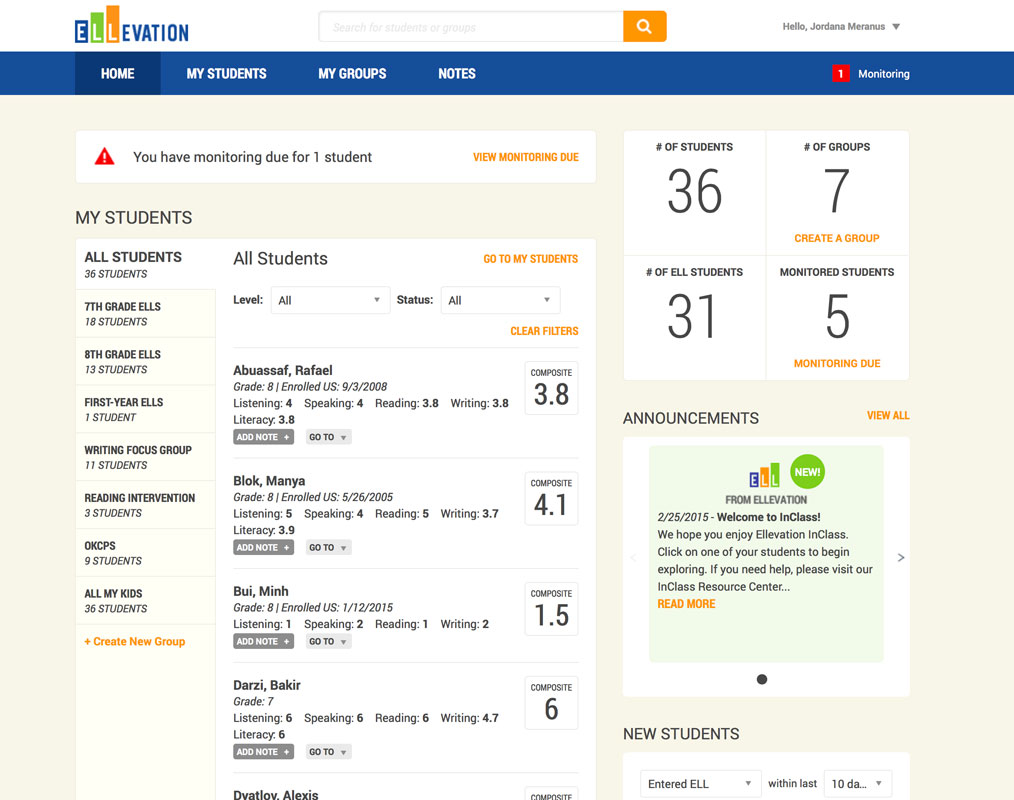 ELLEVATION
Search for students or groups
Hello, Jordana Meranus
HOME MY STUDENTS MY GROUPS NOTES
1 Monitoring
You have monitoring due for 1 student
VIEW MONITORING DUE
MY STUDENTS
ALL STUDENTS
36 STUDENTS
7TH GRADE ELLS
18 STUDENTS
8TH GRADE ELLS
13 STUDENTS
FIRST-YEAR ELLS
1 STUDENT
WRITING FOCUS GROUP
11 STUDENTS
READING INTERVENTION
3 STUDENTS
OKCPS
9 STUDENTS
ALL MY KIDS
36 STUDENTS
+ Create New Group
All Students
GO TO MY STUDENTS
Level: All Status: All
CLEAR FILTERS
Abuassaf, Rafael
Grade: 8 | Enrolled US: 9/3/2008
Listening: 4 Speaking: 4 Reading: 3.8 Writing: 3.8
Literacy: 3.8
ADD NOTE + GO TO
COMPOSITE
3.8
Blok, Manya
Grade: 8 | Enrolled US: 5/26/2005
Listening: 5 Speaking: 4 Reading: 5 Writing: 3.7
Literacy: 3.9
ADD NOTE + GO TO
COMPOSITE
4.1
Bui, Minh
Grade: 8 | Enrolled US: 1/12/2015
Listening: 1 Speaking: 2 Reading: 1 Writing: 2
ADD NOTE + GO TO
COMPOSITE
1.5
Darzi, Bakir
Grade: 7
Listening: 6 Speaking: 6 Reading: 6 Writing: 4.7
Literacy: 6
ADD NOTE + GO TO
COMPOSITE
6
Dyatlov, Alexis
COMPOSITE
# OF STUDENTS
36
# OF GROUPS
7
CREATE A GROUP
# OF ELL STUDENTS
31
MONITORED STUDENTS
5
MONITORING DUE
ANNOUNCEMENTS
VIEW ALL
ELL
NEW!
FROM ELLEVATION
2/25/2015 - Welcome to InClass!
We hope you enjoy Ellevation InClass.
Click on one of your students to begin
exploring. If you need help, please visit our
InClass Resource Center...
READ MORE
NEW STUDENTS
Entered ELL within last 10 da...